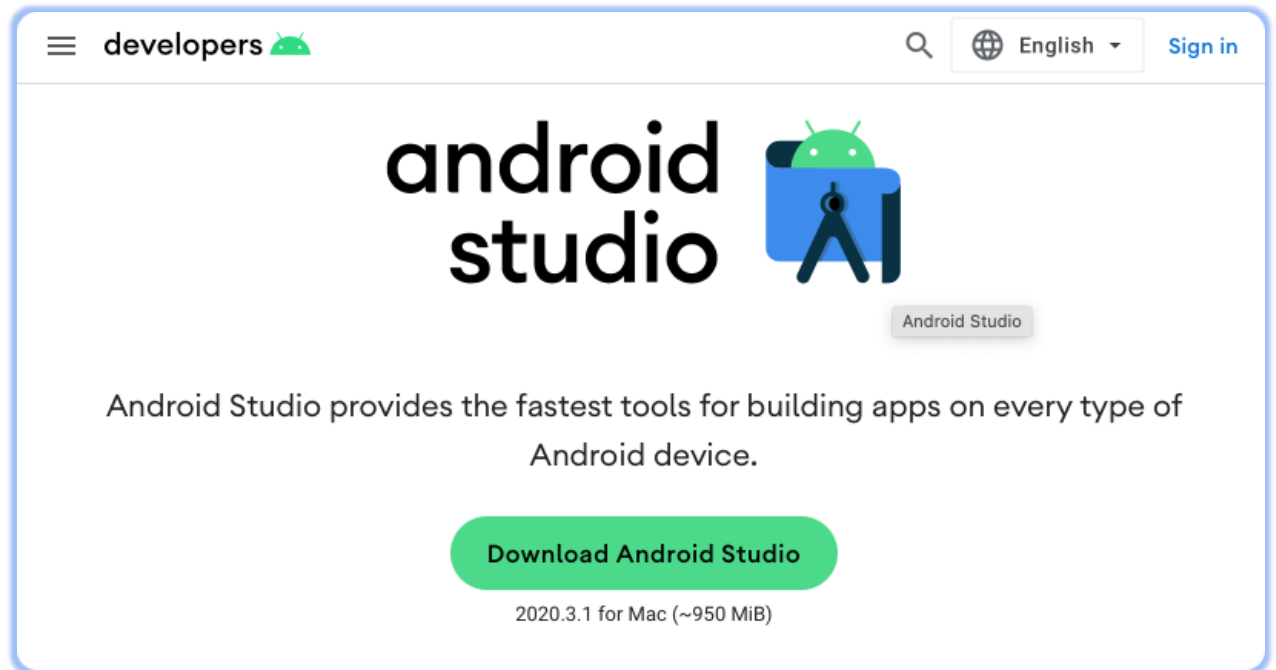 developers
English
Sign in
android
studio
Android Studio
Android Studio provides the fastest tools for building apps on every type of
Android device.
Download Android Studio
2020.3.1 for Mac (~950 MiB)